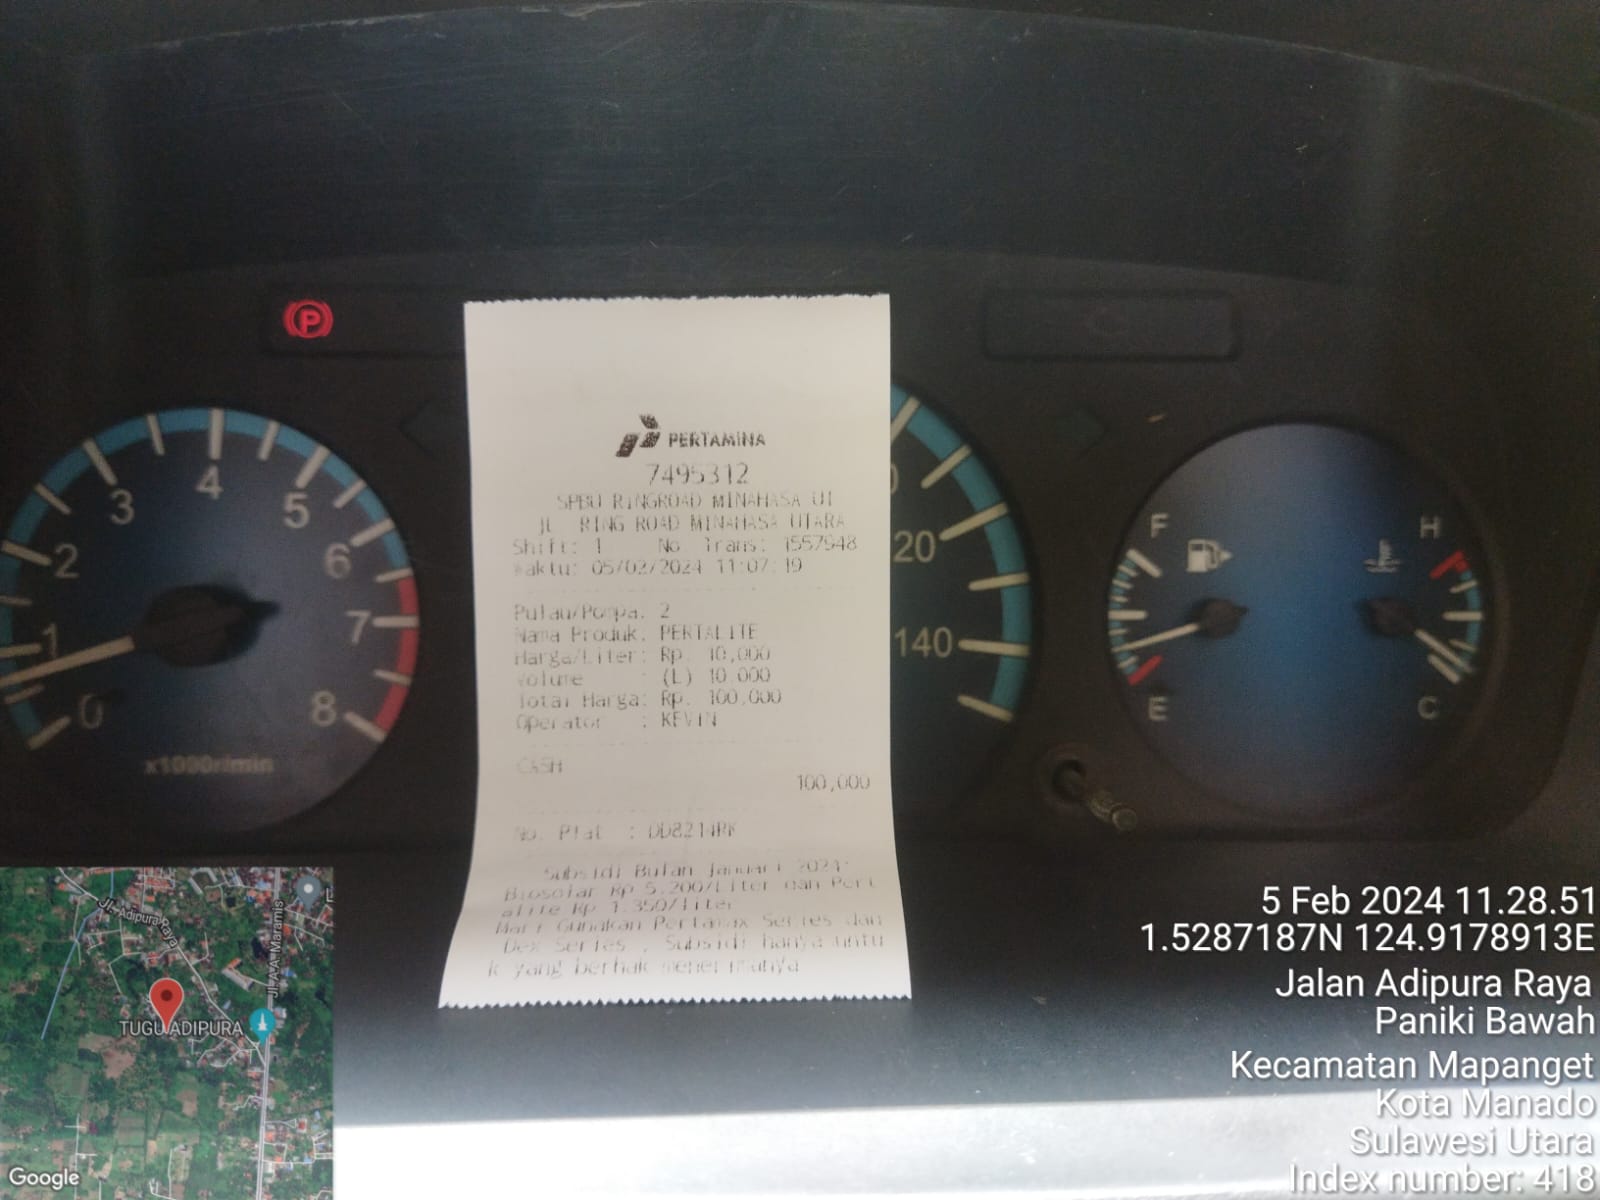 PERTAMINA
7495312
SPBU RINGROAD MINAHASA UT
JL. RING ROAD MINAHASA UTARA
Shift: 1 No. Trans: 1557948
Waktu: 05/02/2024 11:07:19
Pulau/Pompa: 2
Nama Produk: PERTALITE
Harga/Liter: Rp. 10,000
Volume : (L) 10.000
Total Harga: Rp. 100,000
Operator : KEVIN
CASH
100,000
No. Plat : DD8214RK
Subsidi Bulan Januari 2024:
Biosolar Rp 5.200/Liter dan Pert
alite Rp 1.350/liter
Mari Gunakan Pertamax Series dan
Dex Series , Subsidi hanya untu
k yang berhak menerimanya
0
1
2
3
4
5
6
7
8
x1000r/min
20
140
F
E
H
C
P
Jl. Adipura Raya
Jl. A.A. Maramis
TUGU ADIPURA
Google
5 Feb 2024 11.28.51
1.5287187N 124.9178913E
Jalan Adipura Raya
Paniki Bawah
Kecamatan Mapanget
Kota Manado
Sulawesi Utara
Index number: 418